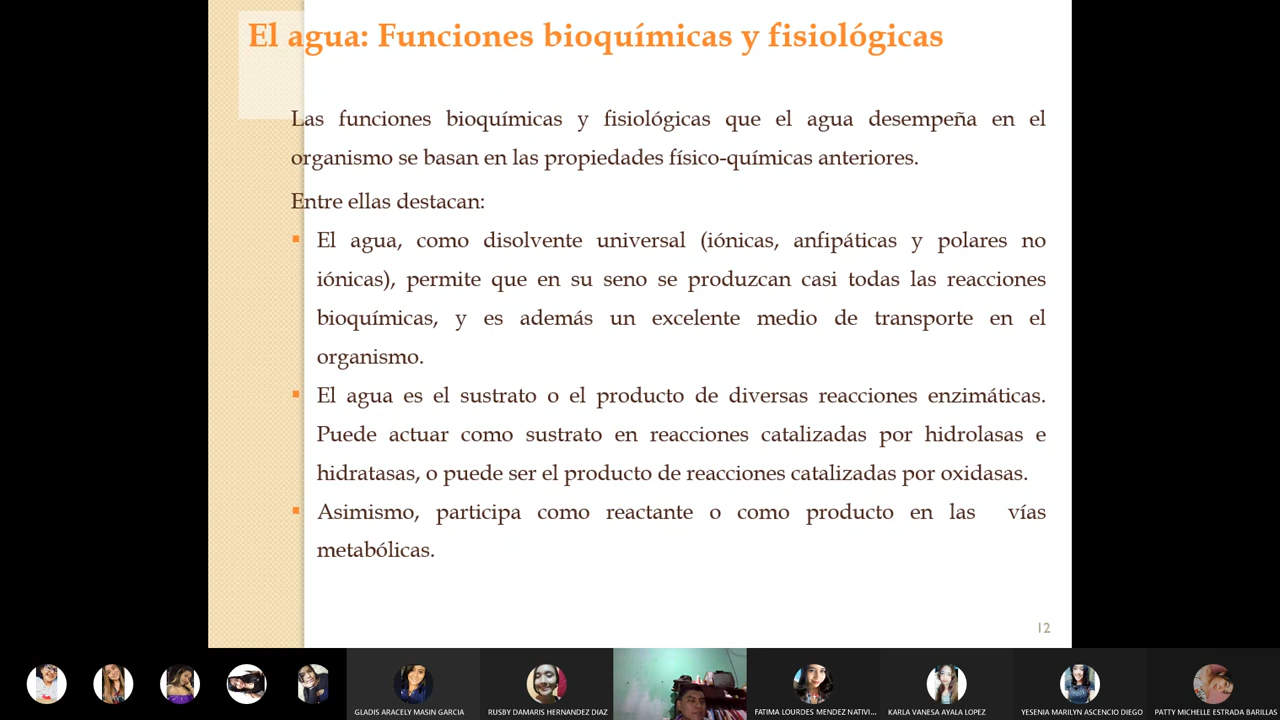 El agua: Funciones bioquímicas y fisiológicas
Las funciones bioquímicas y fisiológicas que el agua desempeña en el
organismo se basan en las propiedades físico-químicas anteriores.
Entre ellas destacan:
El agua, como disolvente universal (iónicas, anfipáticas y polares no
iónicas), permite que en su seno se produzcan casi todas las reacciones
bioquímicas, y es además un excelente medio de transporte en el
organismo.
El agua es el sustrato o el producto de diversas reacciones enzimáticas.
Puede actuar como sustrato en reacciones catalizadas por hidrolasas e
hidratasas, o puede ser el producto de reacciones catalizadas por oxidasas.
Asimismo, participa como reactante o como producto en las vías
metabólicas.
12
GLADIS ARACELY MASIN GARCIA
RUSBY DAMARIS HERNANDEZ DIAZ
FATIMA LOURDES MENDEZ NATIVI...
KARLA VANESA AYALA LOPEZ
YESENIA MARILYN ASCENCIO DIEGO
PATTY MICHELLE ESTRADA BARILLAS